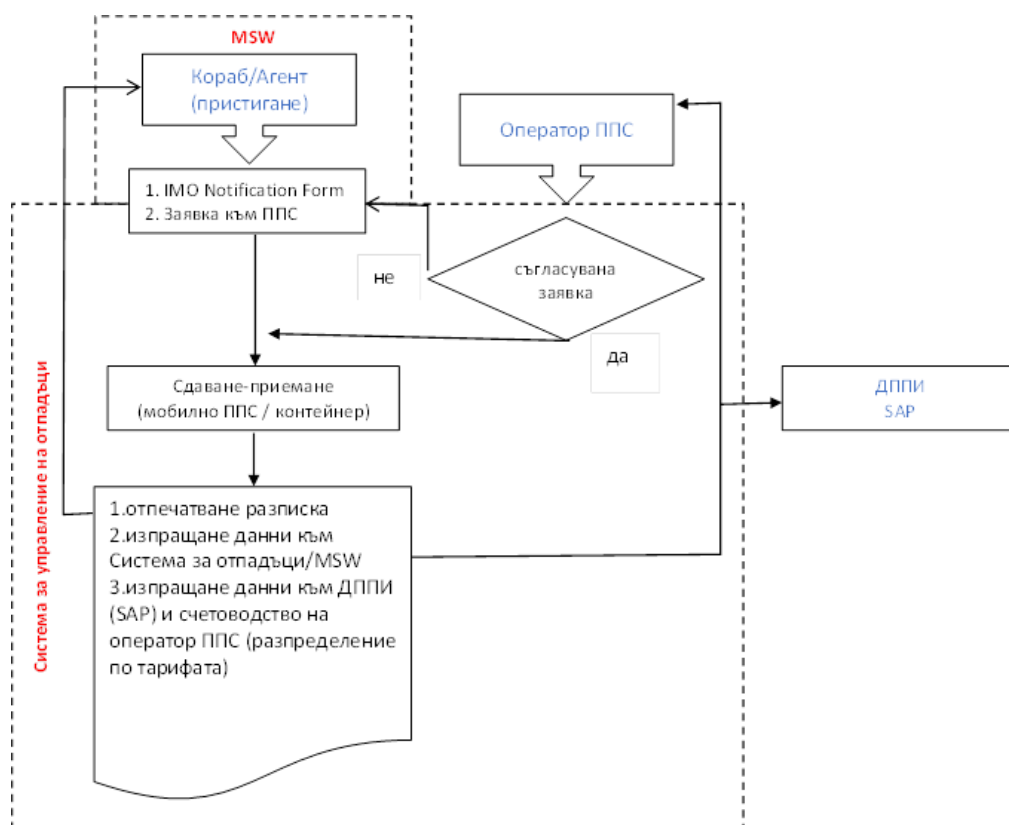 MSW
Кораб/Агент
(пристигане)
Оператор ППС
1. IMO Notification Form
2. Заявка към ППС
не
съгласувана
заявка
да
Сдаване-приемане
(мобилно ППС / контейнер)
ДППИ
SAP
Система за управление на отпадъци
1.отпечатване разписка
2.изпращане данни към
Система за отпадъци/MSW
3.изпращане данни към ДППИ
(SAP) и счетоводство на
оператор ППС (разпределение
по тарифата)